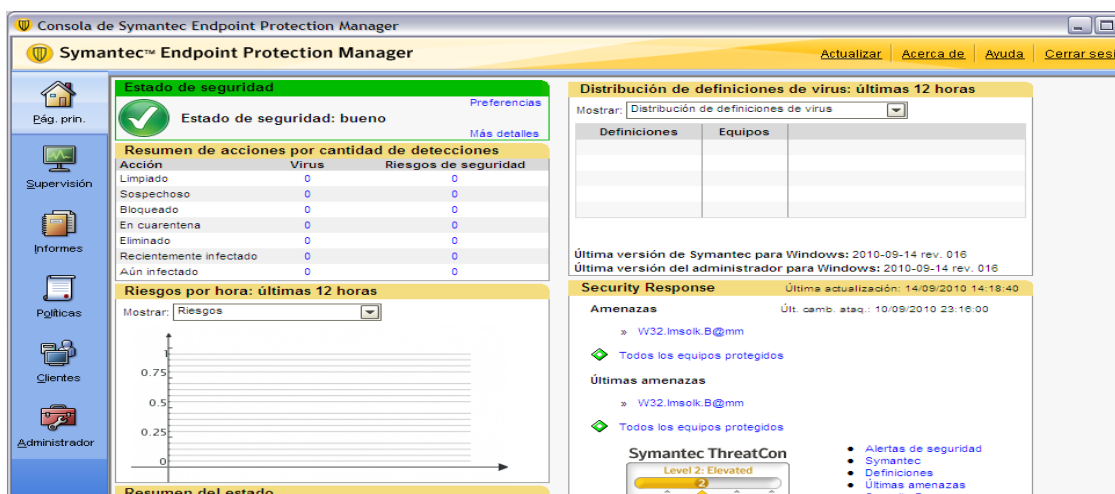 Consola de Symantec Endpoint Protection Manager
Symantec™ Endpoint Protection Manager
Actualizar Acerca de Ayuda Cerrar sesi
Pág. prin.
Supervisión
Informes
Políticas
Clientes
Administrador
Estado de seguridad
Preferencias
Estado de seguridad: bueno
Más detalles
Resumen de acciones por cantidad de detecciones
Acción Virus Riesgos de seguridad
Limpiado 0 0
Sospechoso 0 0
Bloqueado 0 0
En cuarentena 0 0
Eliminado 0 0
Recientemente infectado 0 0
Aún infectado 0 0
Riesgos por hora: últimas 12 horas
Mostrar: Riesgos
1
0.75
0.5
0.25
0
Resumen del estado
Distribución de definiciones de virus: últimas 12 horas
Mostrar: Distribución de definiciones de virus
Definiciones Equipos
Última versión de Symantec para Windows: 2010-09-14 rev. 016
Última versión del administrador para Windows: 2010-09-14 rev. 016
Security Response Última actualización: 14/09/2010 14:18:40
Amenazas Últ. camb. ataq.: 10/09/2010 23:16:00
» W32.Imsolk.B@mm
Todos los equipos protegidos
Últimas amenazas
» W32.Imsolk.B@mm
Todos los equipos protegidos
Symantec ThreatCon
Level 2: Elevated
2
• Alertas de seguridad
• Symantec
• Definiciones
• Últimas amenazas